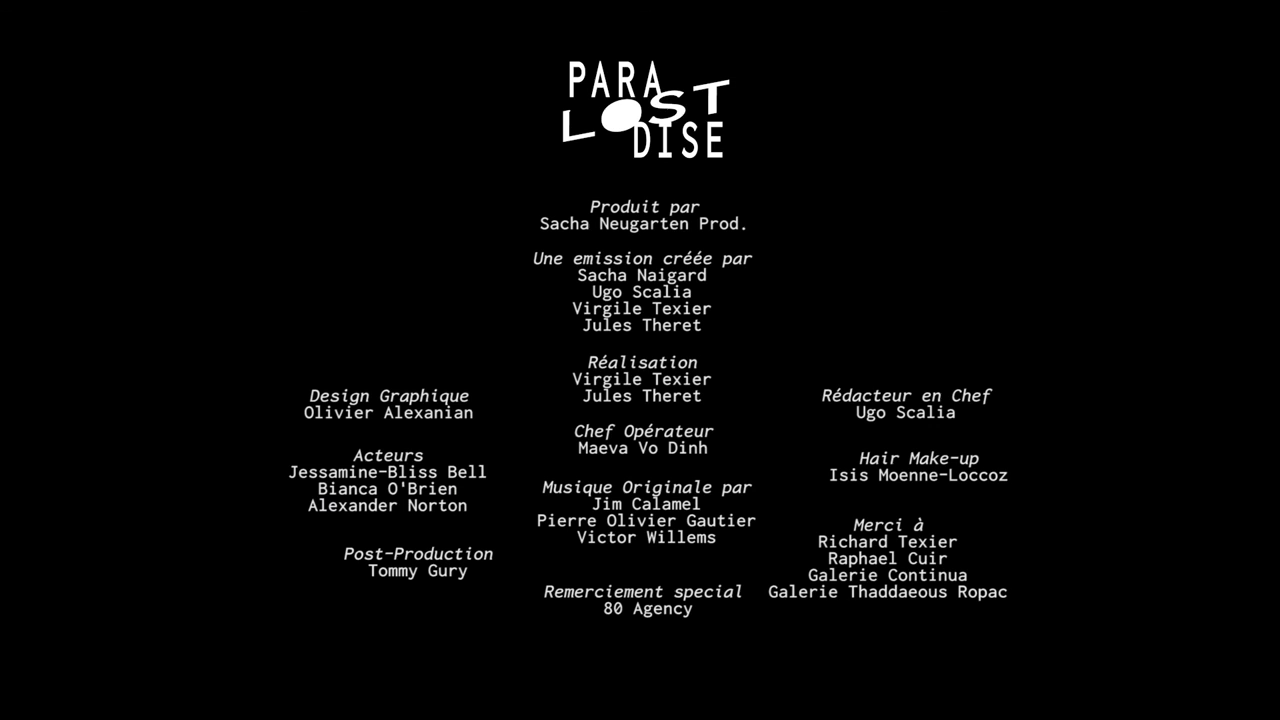 PARA
LOST
DISE
Produit par
Sacha Neugarten Prod.
Une emission créée par
Sacha Naigard
Ugo Scalia
Virgile Texier
Jules Theret
Réalisation
Virgile Texier
Jules Theret
Chef Opérateur
Maeva Vo Dinh
Musique Originale par
Jim Calamel
Pierre Olivier Gautier
Victor Willems
Remerciement special
80 Agency
Design Graphique
Olivier Alexanian
Acteurs
Jessamine-Bliss Bell
Bianca O'Brien
Alexander Norton
Post-Production
Tommy Gury
Rédacteur en Chef
Ugo Scalia
Hair Make-up
Isis Moenne-Loccoz
Merci à
Richard Texier
Raphael Cuir
Galerie Continua
Galerie Thaddaeous Ropac